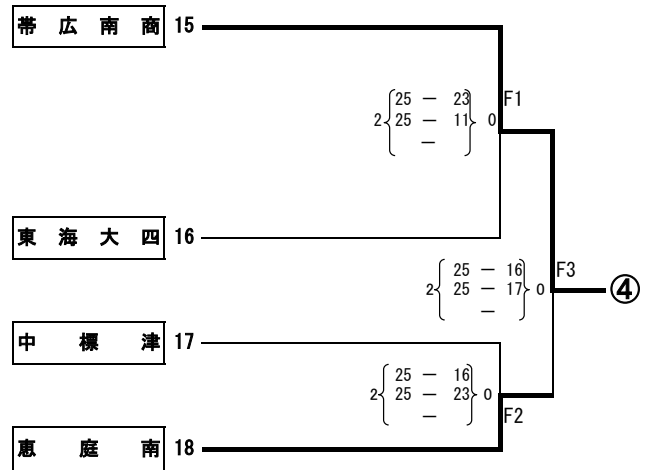 帯広南商 15
25 － 23 F1
2 25 － 11 0
－
東海大四 16
25 － 16 F3
2 25 － 17 0 ④
－
中標津 17
25 － 16
2 25 － 23 0
－ F2
恵庭南 18